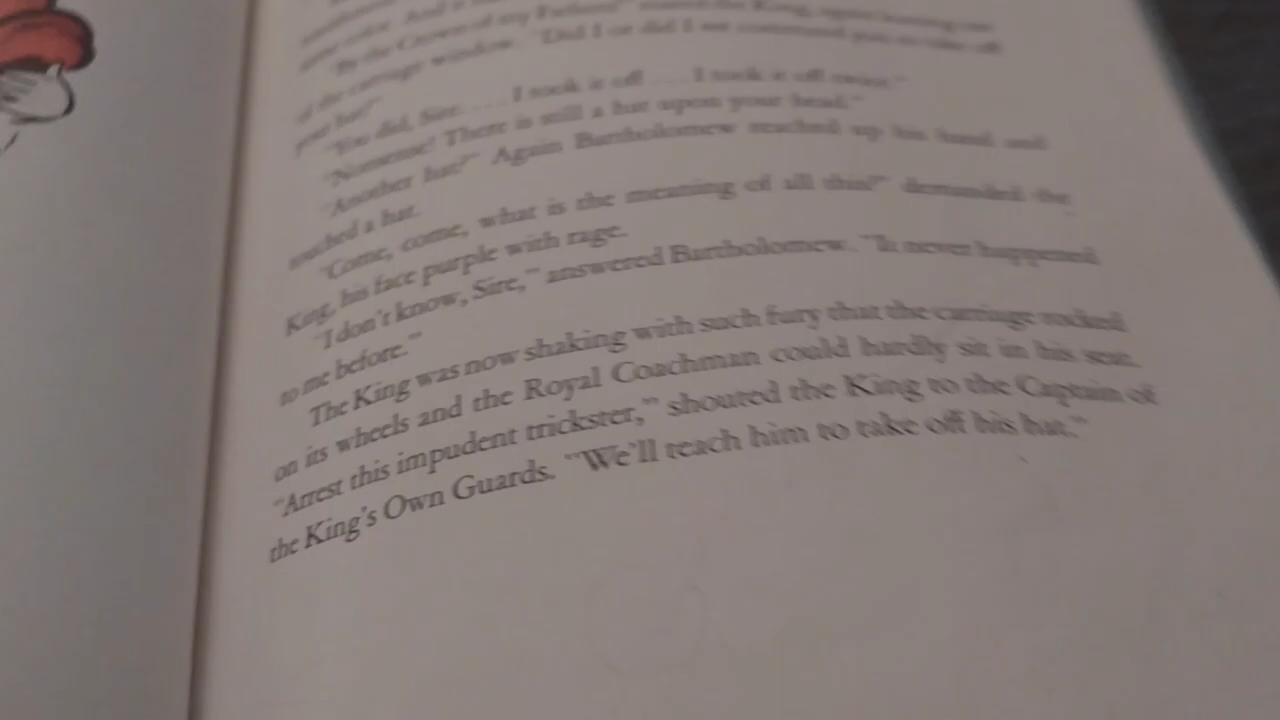 "By the Crown of my Fathers!" the King, again
of the carriage window. "Did I or did I not command you to take off
your hat?"
"You did, Sire.... I took it off .... I took it off twice."
"Nonsense! There is still a hat upon your head."
"Another hat?" Again Bartholomew reached up his hand and
touched a hat.
"Come, come, what is the meaning of all this?" demanded the
King, his face purple with rage.
"I don't know, Sire," answered Bartholomew. "It never happened
to me before."
The King was now shaking with such fury that the carriage rocked
on its wheels and the Royal Coachman could hardly sit in his seat.
"Arrest this impudent trickster," shouted the King to the Captain of
the King's Own Guards. "We'll teach him to take off his hat."